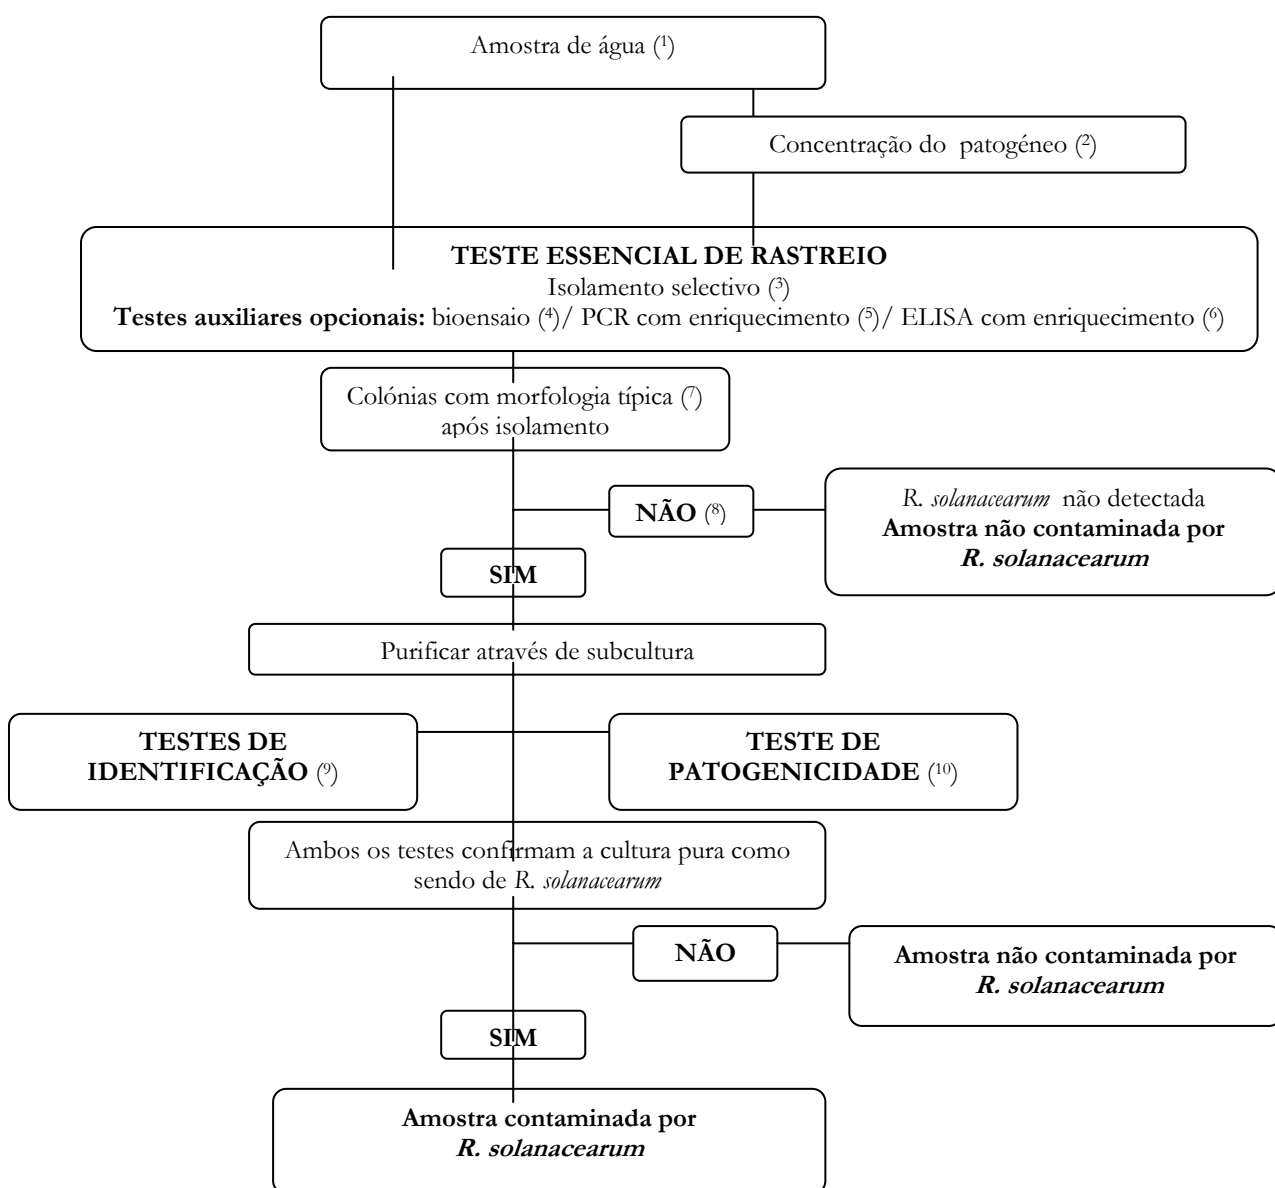 Amostra de água (¹)
Concentração do patogéneo (²)
TESTE ESSENCIAL DE RASTREIO
Isolamento selectivo (³)
Testes auxiliares opcionais: bioensaio (⁴)/ PCR com enriquecimento (⁵)/ ELISA com enriquecimento (⁶)
Colónias com morfologia típica (⁷)
após isolamento
NÃO (⁸)
R. solanacearum não detectada
Amostra não contaminada por
R. solanacearum
SIM
Purificar através de subcultura
TESTES DE
IDENTIFICAÇÃO (⁹)
TESTE DE
PATOGENICIDADE (¹⁰)
Ambos os testes confirmam a cultura pura como
sendo de R. solanacearum
NÃO
Amostra não contaminada por
R. solanacearum
SIM
Amostra contaminada por
R. solanacearum